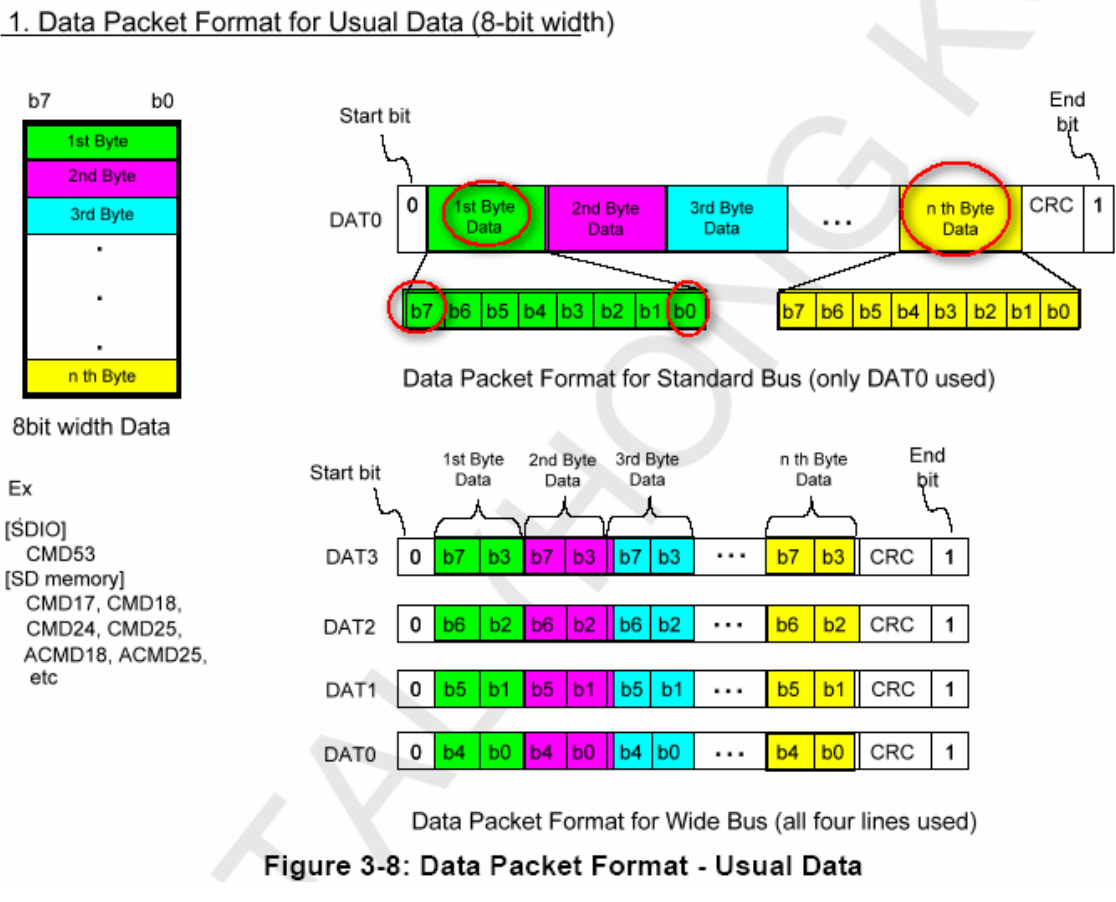 1. Data Packet Format for Usual Data (8-bit width)
b7 b0
1st Byte
2nd Byte
3rd Byte
.
.
.
n th Byte
8bit width Data
Start bit
End
bit
DAT0 0 1st Byte Data 2nd Byte Data 3rd Byte Data ... n th Byte Data CRC 1
b7 b6 b5 b4 b3 b2 b1 b0 b7 b6 b5 b4 b3 b2 b1 b0
Data Packet Format for Standard Bus (only DAT0 used)
Ex
[SDIO]
CMD53
[SD memory]
CMD17, CMD18,
CMD24, CMD25,
ACMD18, ACMD25,
etc
Start bit
1st Byte Data 2nd Byte Data 3rd Byte Data n th Byte Data
End
bit
DAT3 0 b7 b3 b7 b3 b7 b3 ... b7 b3 CRC 1
DAT2 0 b6 b2 b6 b2 b6 b2 ... b6 b2 CRC 1
DAT1 0 b5 b1 b5 b1 b5 b1 ... b5 b1 CRC 1
DAT0 0 b4 b0 b4 b0 b4 b0 ... b4 b0 CRC 1
Data Packet Format for Wide Bus (all four lines used)
Figure 3-8: Data Packet Format - Usual Data